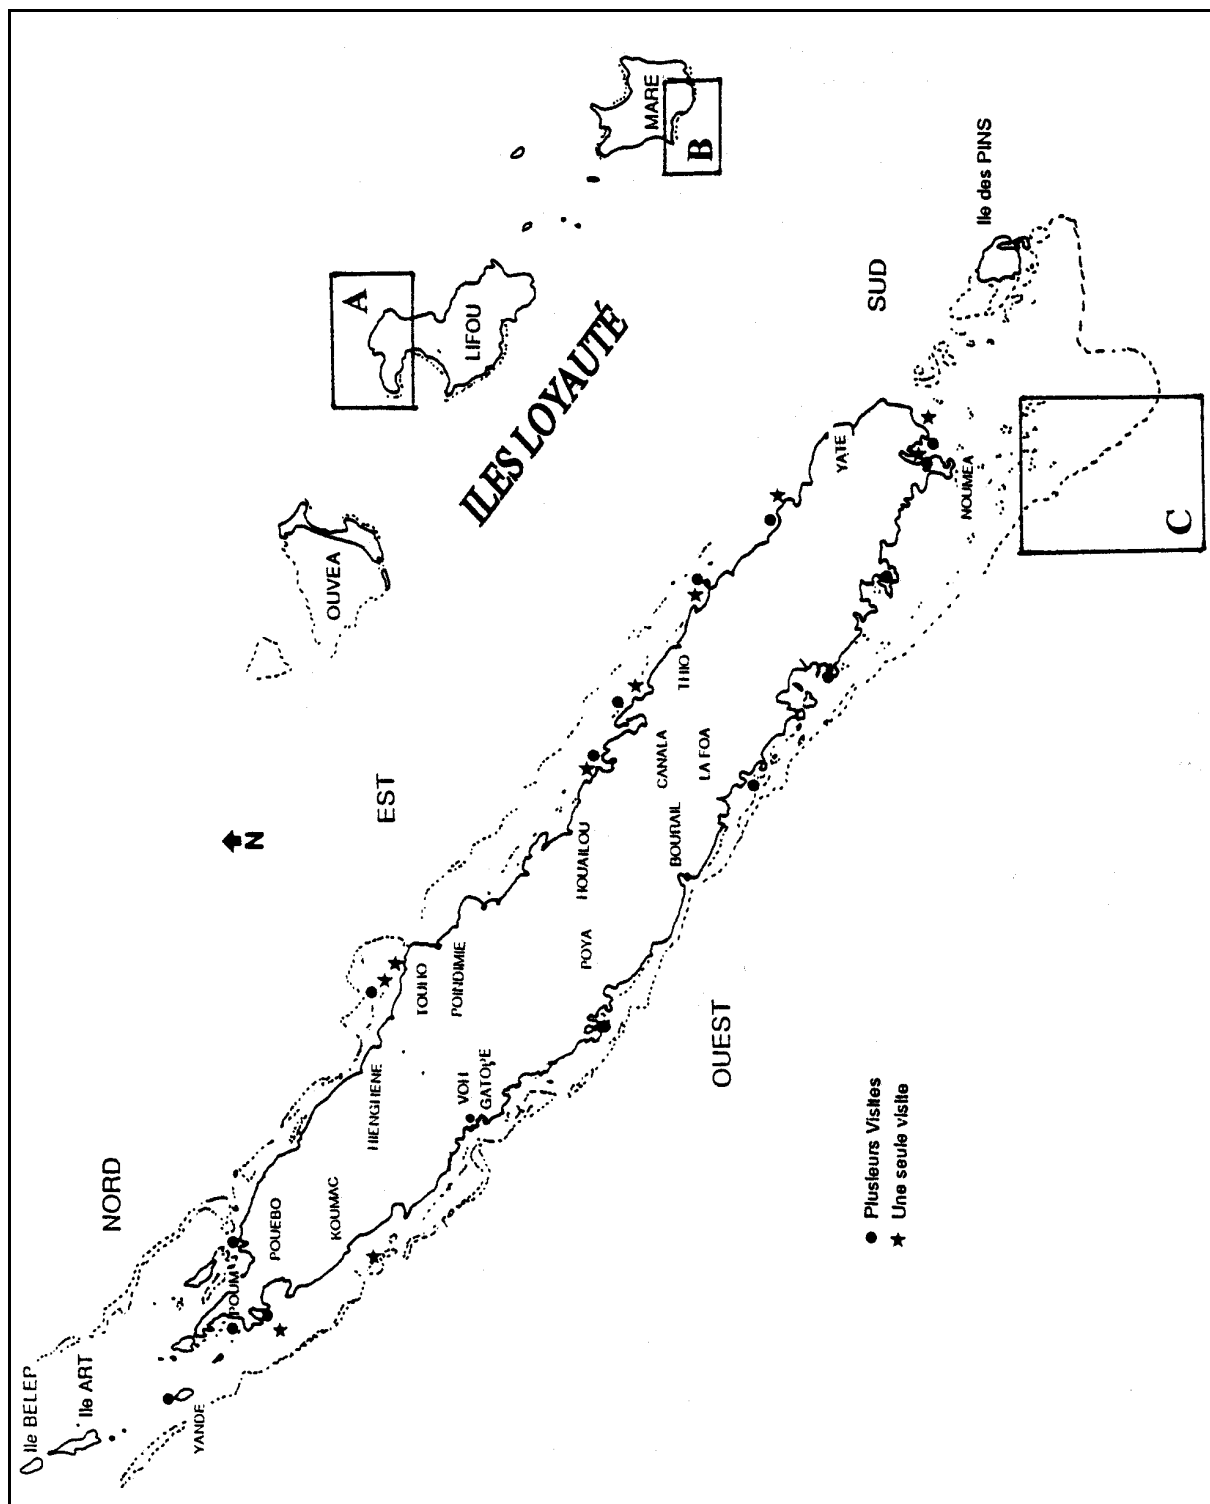 Ile BELEP
Ile ART
YANDE
NORD
POUM
POUEBO
KOUMAC
HIENGHENE
VOH
GATOPE
TOUHO
POINDIMIE
POYA
HOUAILOU
BOURAIL
CANALA
LA FOA
THIO
YATE
NOUMEA
EST
OUEST
SUD
N
OUVEA
LIFOU
MARE
ILES LOYAUTÉ
Ile des PINS
A
B
C
● Plusieurs Visites
★ Une seule visite